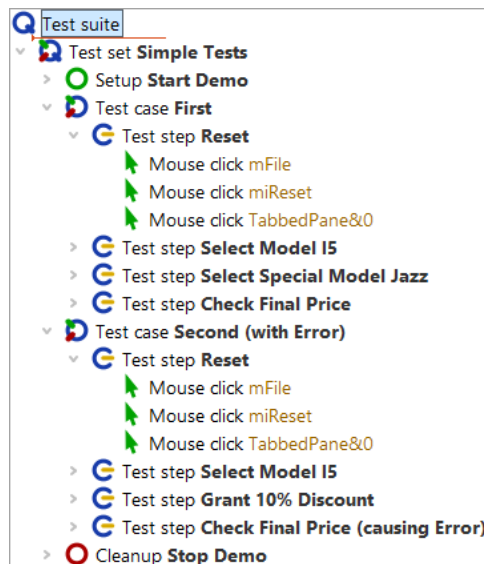 Test suite
Test set Simple Tests
Setup Start Demo
Test case First
Test step Reset
Mouse click mFile
Mouse click miReset
Mouse click TabbedPane&0
Test step Select Model I5
Test step Select Special Model Jazz
Test step Check Final Price
Test case Second (with Error)
Test step Reset
Mouse click mFile
Mouse click miReset
Mouse click TabbedPane&0
Test step Select Model I5
Test step Grant 10% Discount
Test step Check Final Price (causing Error)
Cleanup Stop Demo